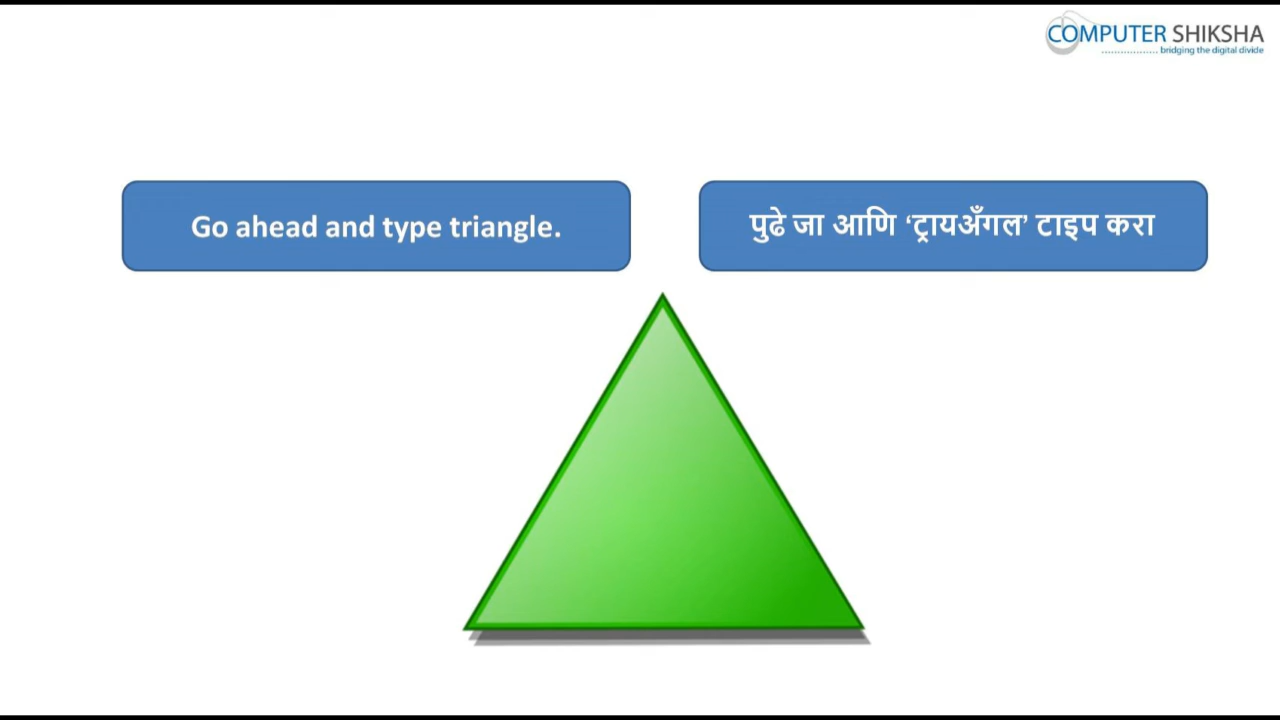 COMPUTER SHIKSHA
bridging the digital divide
Go ahead and type triangle.
पुढे जा आणि ‘ट्रायअँगल’ टाइप करा